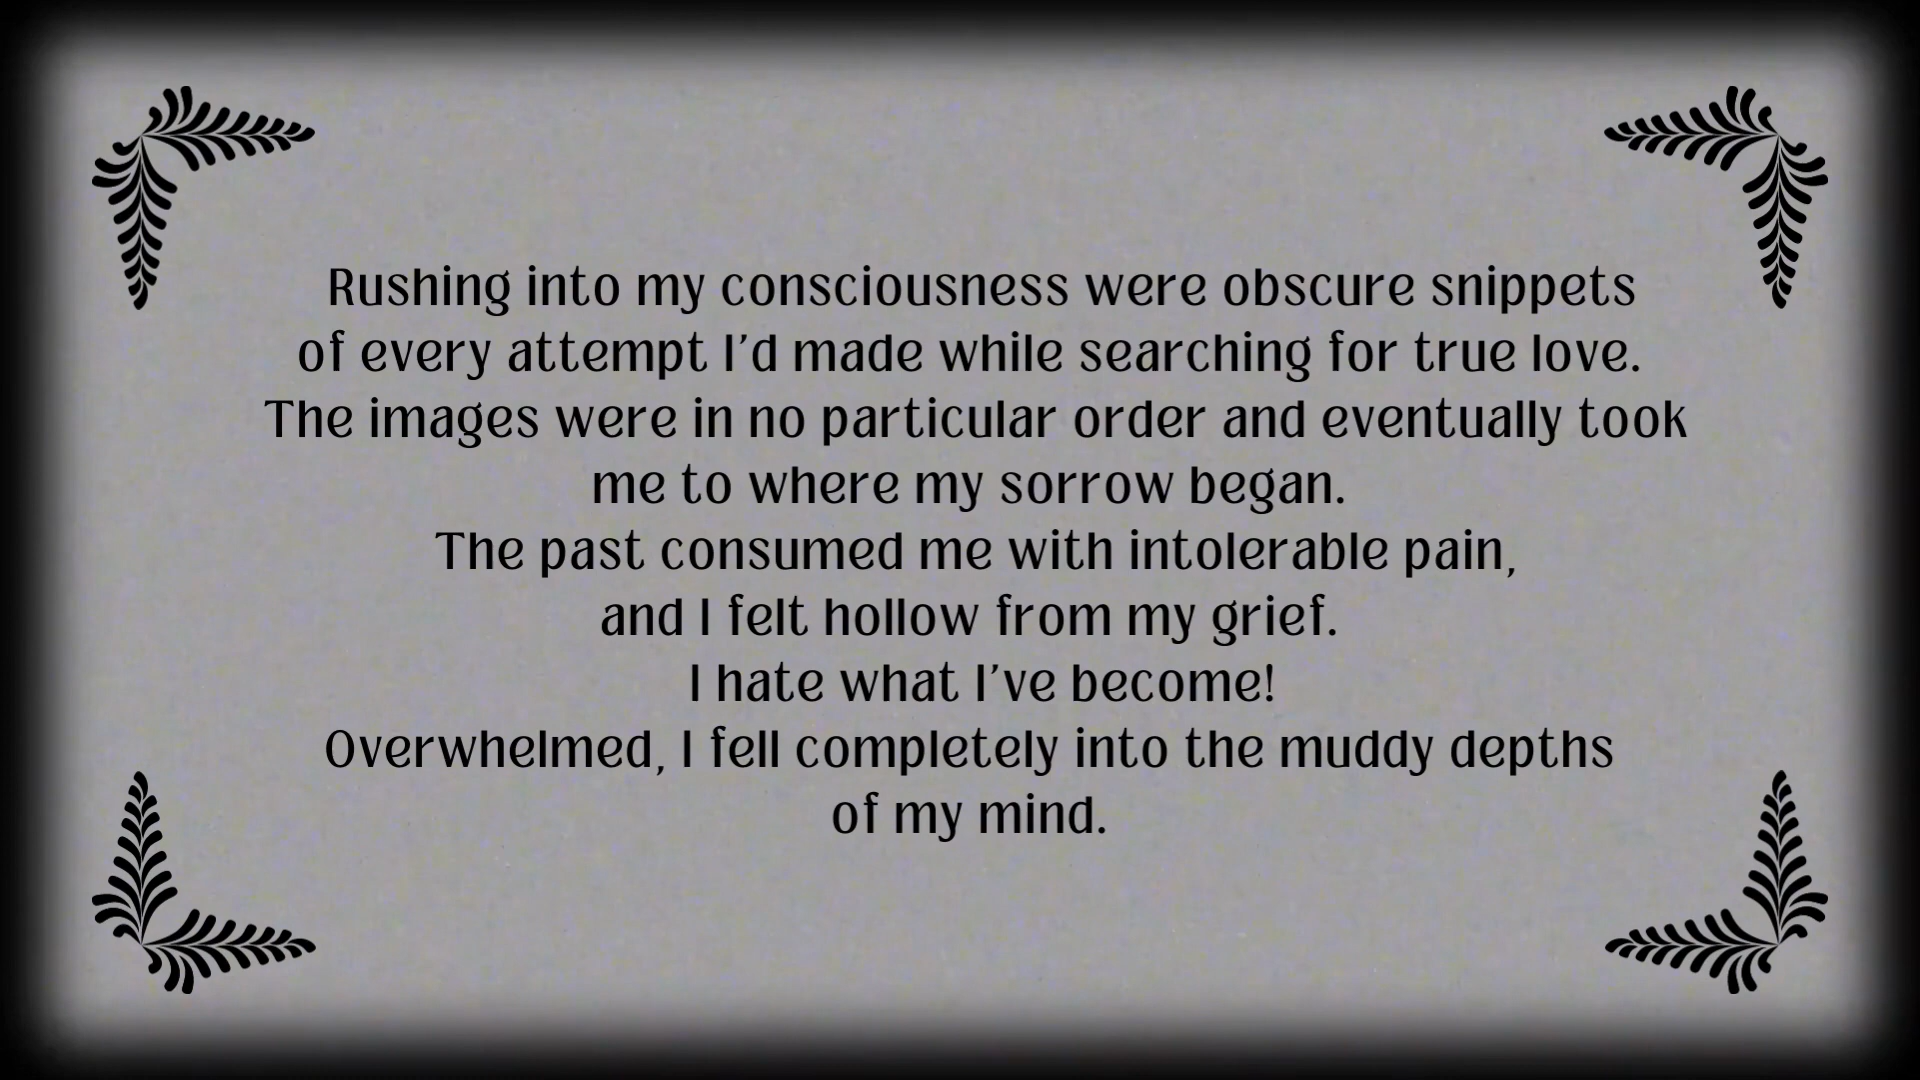 Rushing into my consciousness were obscure snippets
of every attempt I’d made while searching for true love.
The images were in no particular order and eventually took
me to where my sorrow began.
The past consumed me with intolerable pain,
and I felt hollow from my grief.
I hate what I’ve become!
Overwhelmed, I fell completely into the muddy depths
of my mind.